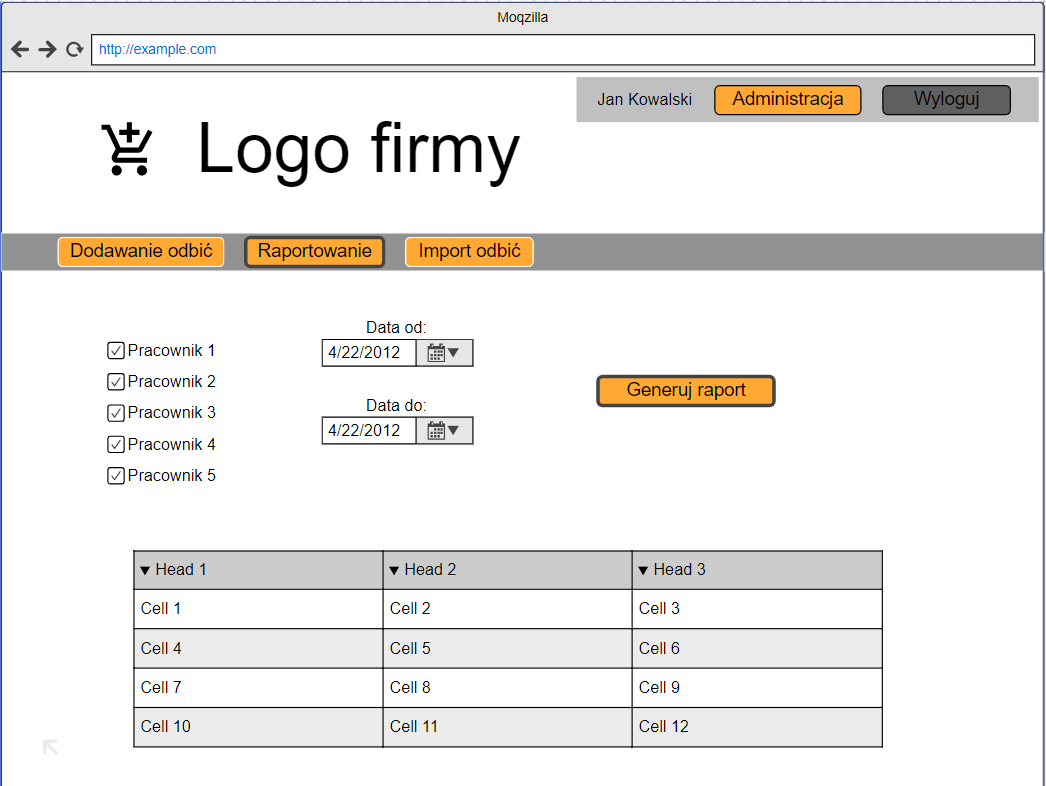 Moqzilla
http://example.com
Jan Kowalski Administracja Wyloguj
Logo firmy
Dodawanie odbić Raportowanie Import odbić
Pracownik 1
Pracownik 2
Pracownik 3
Pracownik 4
Pracownik 5
Data od:
4/22/2012
Data do:
4/22/2012
Generuj raport
Head 1 Head 2 Head 3
Cell 1 Cell 2 Cell 3
Cell 4 Cell 5 Cell 6
Cell 7 Cell 8 Cell 9
Cell 10 Cell 11 Cell 12